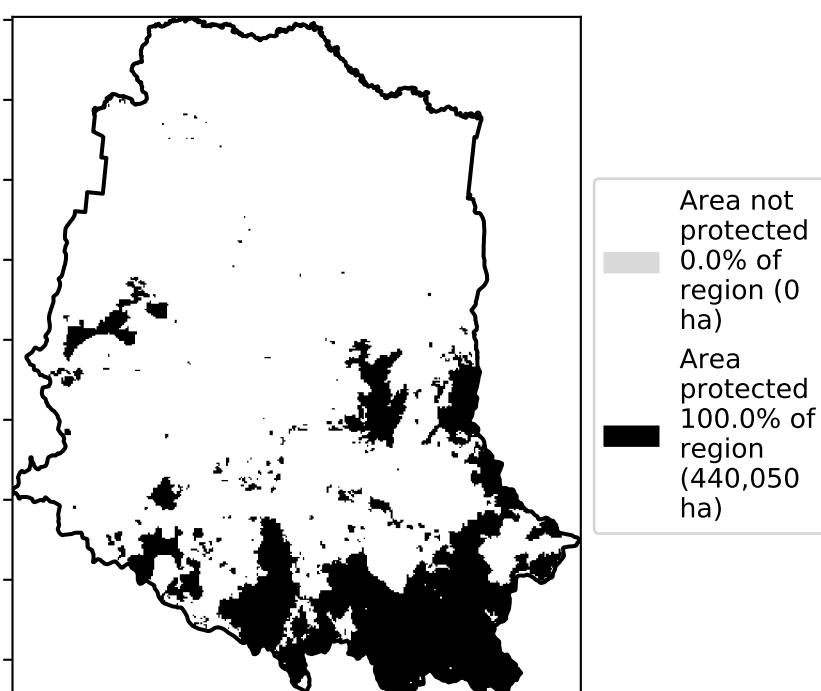 Area not
protected
0.0% of
region (0
ha)
Area
protected
100.0% of
region
(440,050
ha)